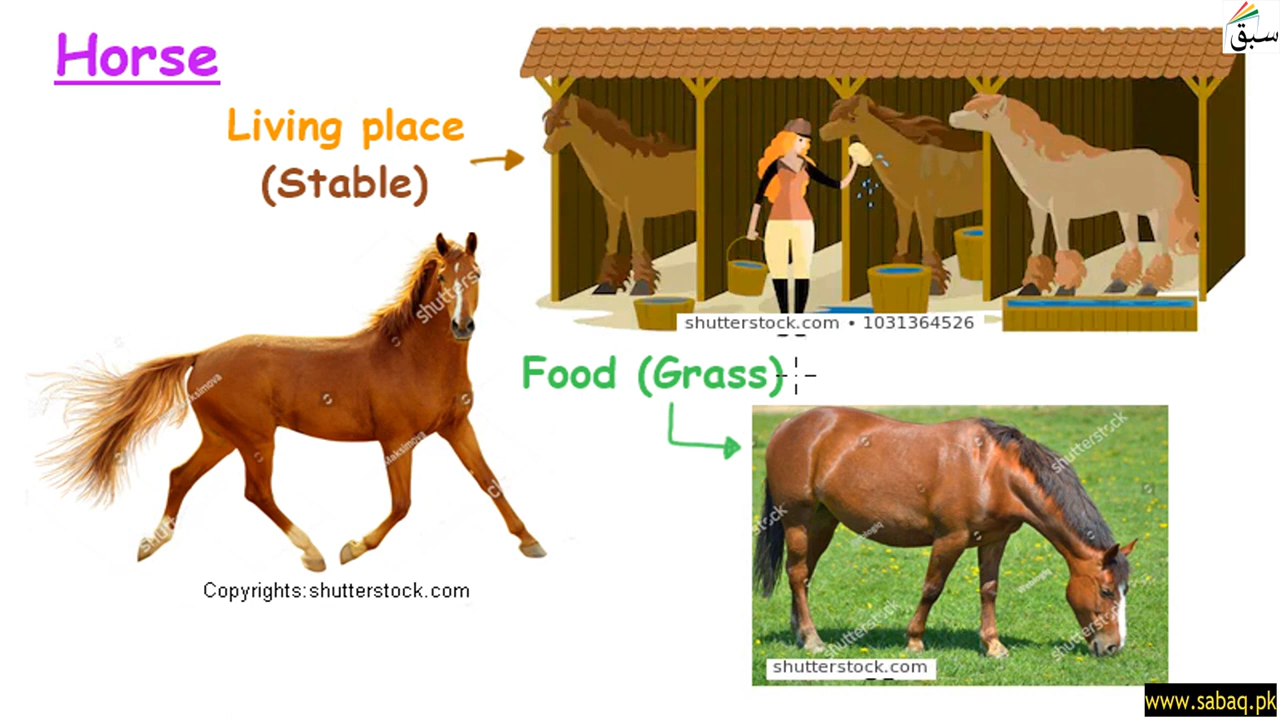 Horse
سبق
Living place
(Stable)
shutterstock.com • 1031364526
Food (Grass)
Copyrights:shutterstock.com
shutterstock.com
www.sabaq.pk